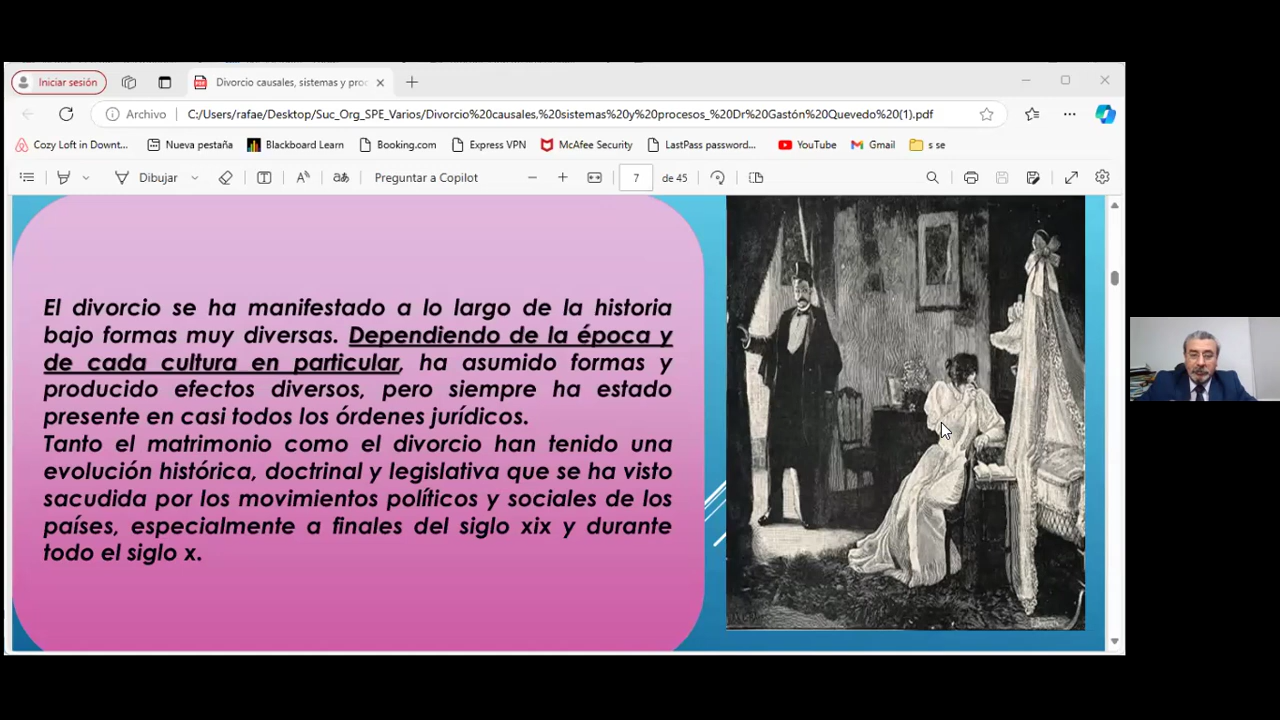 Iniciar sesión
Divorcio causales, sistemas y proc
Archivo
C:/Users/rafae/Desktop/Suc_Org_SPE_Varios/Divorcio%20causales,%20sistemas%20y%20procesos_%20Dr%20Gastón%20Quevedo%20(1).pdf
Cozy Loft in Downt... Nueva pestaña Blackboard Learn Booking.com Express VPN McAfee Security LastPass password... YouTube Gmail s se
Dibujar Preguntar a Copilot 7 de 45
El divorcio se ha manifestado a lo largo de la historia
bajo formas muy diversas. Dependiendo de la época y
de cada cultura en particular, ha asumido formas y
producido efectos diversos, pero siempre ha estado
presente en casi todos los órdenes jurídicos.
Tanto el matrimonio como el divorcio han tenido una
evolución histórica, doctrinal y legislativa que se ha visto
sacudida por los movimientos políticos y sociales de los
países, especialmente a finales del siglo xix y durante
todo el siglo x.